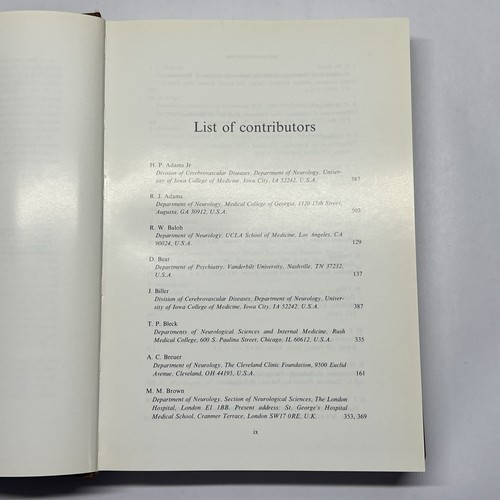 List of contributors
H. P. Adams Jr
Division of Cerebrovascular Diseases, Department of Neurology, Univer-
sity of Iowa College of Medicine, Iowa City, IA 52242, U.S.A. 387
R. J. Adams
Department of Neurology, Medical College of Georgia, 1120 15th Street,
Augusta, GA 30912, U.S.A. 503
R. W. Baloh
Department of Neurology, UCLA School of Medicine, Los Angeles, CA
90024, U.S.A. 129
D. Bear
Department of Psychiatry, Vanderbilt University, Nashville, TN 37232,
U.S.A. 137
J. Biller
Division of Cerebrovascular Diseases, Department of Neurology, Univer-
sity of Iowa College of Medicine, Iowa City, IA 52242, U.S.A. 387
T. P. Bleck
Departments of Neurological Sciences and Internal Medicine, Rush
Medical College, 600 S. Paulina Street, Chicago, IL 60612, U.S.A. 335
A. C. Breuer
Department of Neurology, The Cleveland Clinic Foundation, 9500 Euclid
Avenue, Cleveland, OH 44195, U.S.A. 161
M. M. Brown
Department of Neurology, Section of Neurological Sciences, The London
Hospital, London E1 1BB. Present address: St. George's Hospital
Medical School, Cranmer Terrace, London SW17 0RE, U.K. 353, 369
ix